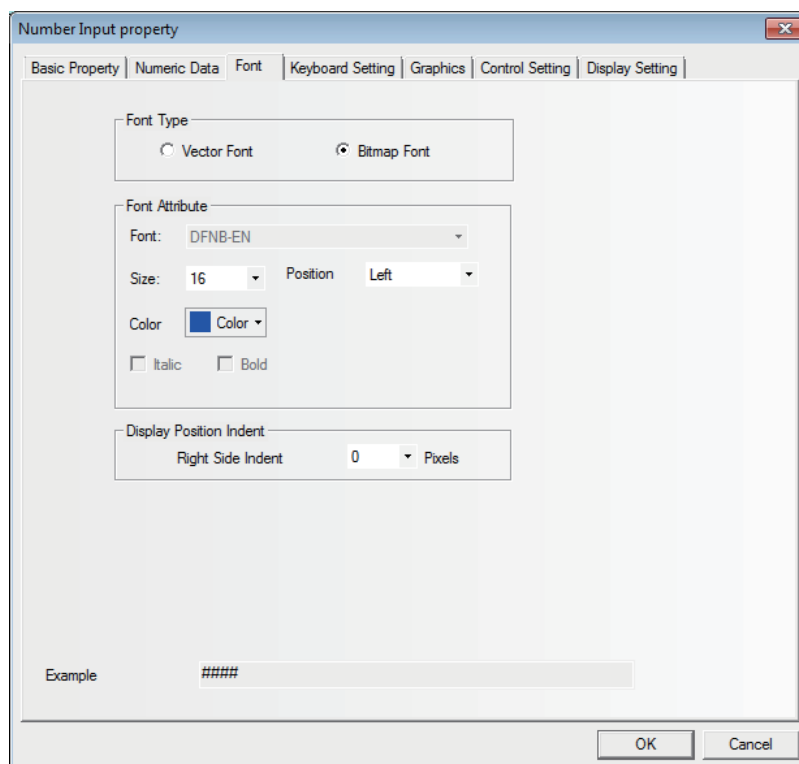 Number Input property
Basic Property Numeric Data Font Keyboard Setting Graphics Control Setting Display Setting
Font Type
Vector Font Bitmap Font
Font Attribute
Font: DFNB-EN
Size: 16 Position Left
Color Color
Italic Bold
Display Position Indent
Right Side Indent 0 Pixels
Example ####
OK Cancel